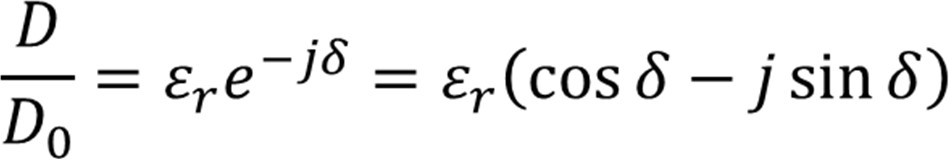 D/D₀ = εᵣe^{−jδ} = εᵣ(cos δ − j sin δ)